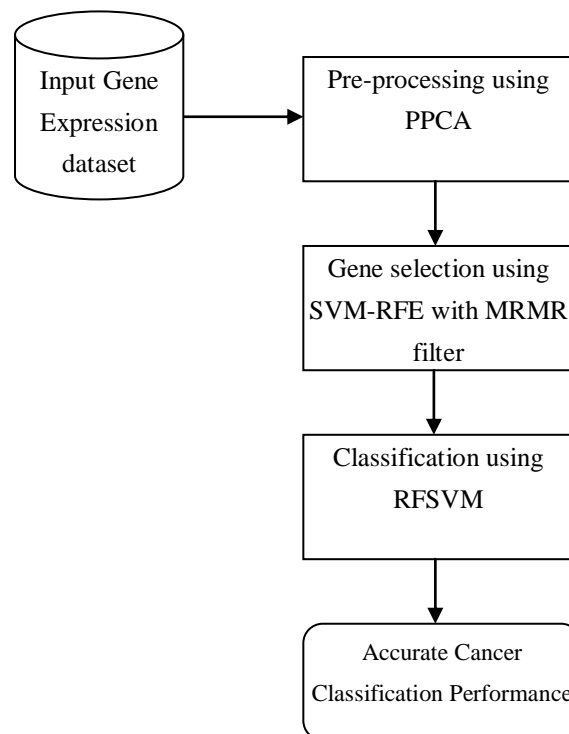 Input Gene
Expression
dataset
Pre-processing using
PPCA
Gene selection using
SVM-RFE with MRMR
filter
Classification using
RFSVM
Accurate Cancer
Classification Performance